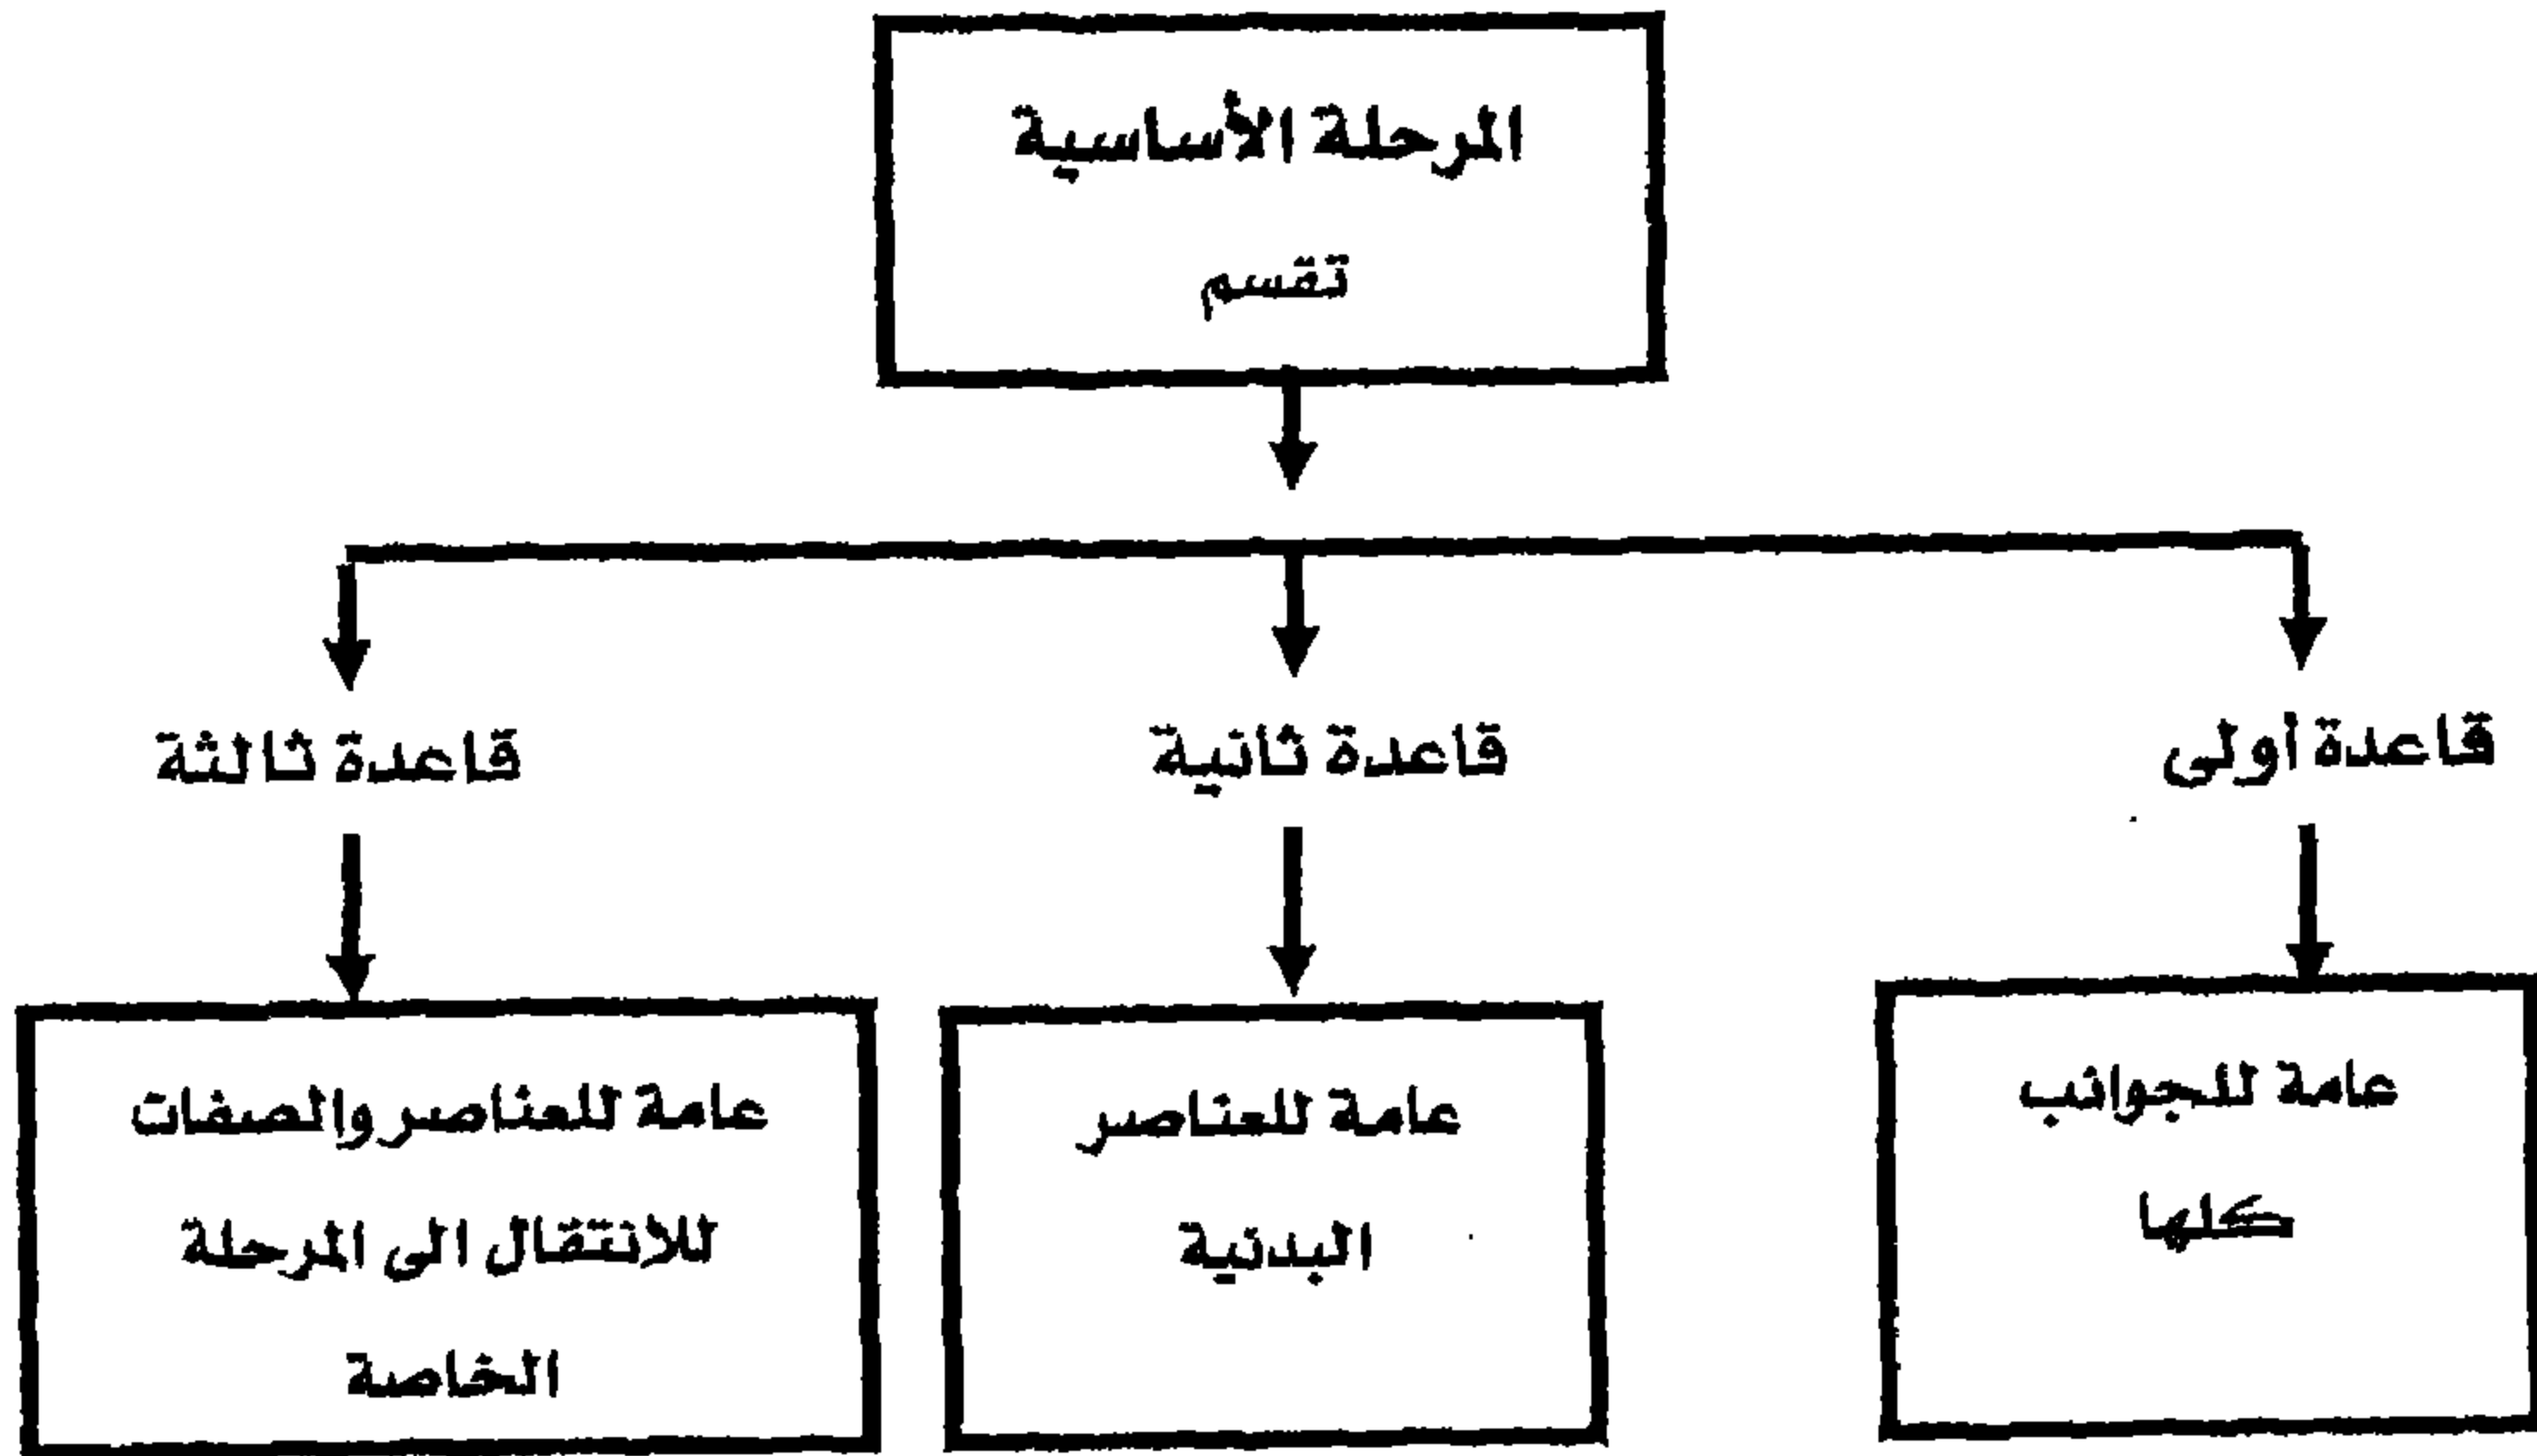 المرحلة الأساسية
تقسم
قاعدة أولى
قاعدة ثانية
قاعدة ثالثة
عامة للجوانب
كلها
عامة للعناصر
البدنية
عامة للعناصر والصفات
للانتقال الى المرحلة
الخاصة